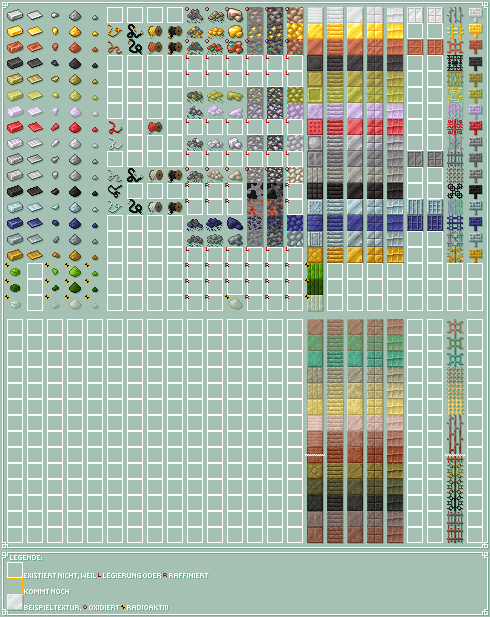 LEGENDE:
EXISTIERT NICHT, WEIL L LEGIERUNG ODER R RAFFINIERT
KOMMT NOCH
BEISPIELTEXTUR, OXIDIERT RADIOAKTIV